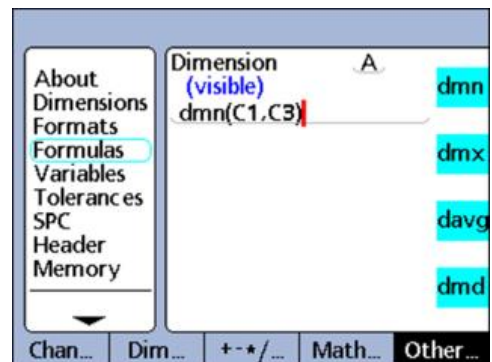 About
Dimensions
Formats
Formulas
Variables
Tolerances
SPC
Header
Memory
Dimension A
(visible)
dmn(C1,C3)
dmn
dmx
davg
dmd
Chan... Dim... +-*/... Math... Other...